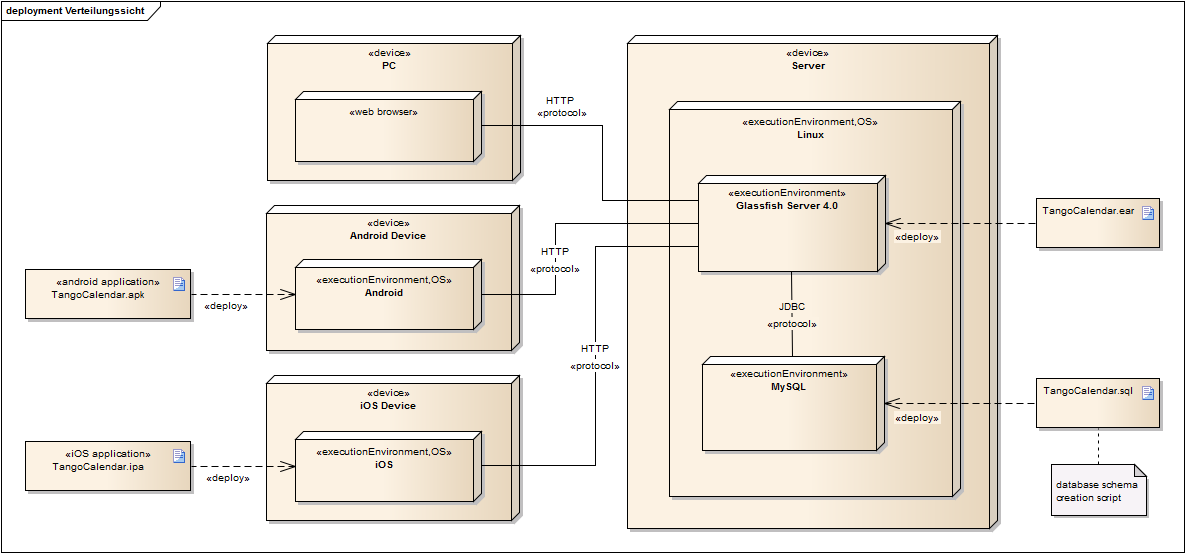 deployment Verteilungssicht
«device»
PC
«web browser»
HTTP
«protocol»
«device»
Server
«executionEnvironment,OS»
Linux
«executionEnvironment»
Glassfish Server 4.0
TangoCalendar.ear
«deploy»
«device»
Android Device
«executionEnvironment,OS»
Android
HTTP
«protocol»
«android application»
TangoCalendar.apk
«deploy»
JDBC
«protocol»
HTTP
«protocol»
«executionEnvironment»
MySQL
TangoCalendar.sql
«deploy»
«device»
iOS Device
«executionEnvironment,OS»
iOS
«iOS application»
TangoCalendar.ipa
«deploy»
database schema
creation script